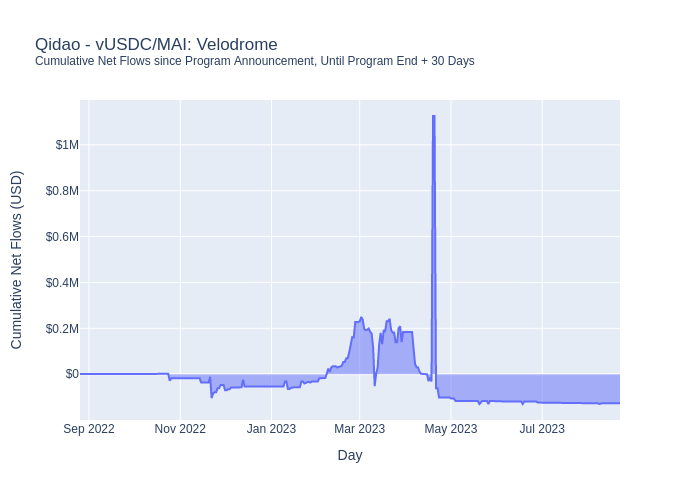 Qidao - vUSDC/MAI: Velodrome
Cumulative Net Flows since Program Announcement, Until Program End + 30 Days
Cumulative Net Flows (USD)
$1M
$0.8M
$0.6M
$0.4M
$0.2M
$0
Sep 2022 Nov 2022 Jan 2023 Mar 2023 May 2023 Jul 2023
Day